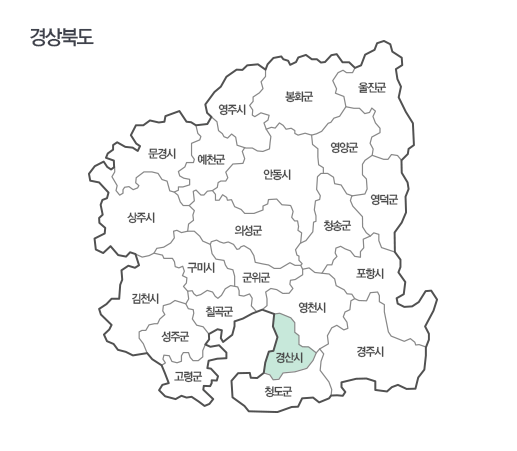 경상북도
울진군
봉화군
영주시
영양군
문경시
예천군
안동시
영덕군
상주시
청송군
의성군
구미시
포항시
군위군
김천시
영천시
칠곡군
성주군
경주시
경산시
고령군
청도군